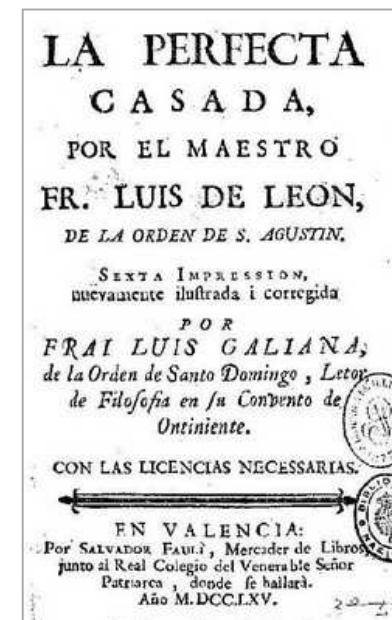 LA PERFECTA
CASADA,
POR EL MAESTRO
FR. LUIS DE LEON,
DE LA ORDEN DE S. AGUSTIN.
SEXTA IMPRESSION,
nuevamente iluſtrada i corregida
POR
FRAI LUIS GALIANA,
de la Orden de Santo Domingo , Letor
de Filoſofia en ſu Convento de
Ontiniente.
CON LAS LICENCIAS NECESSARIAS.
EN VALENCIA:
Por SALVADOR FAULÌ , Mercader de Libros,
junto al Real Colegio del Venerable Señor
Patriarca , donde ſe hallarà.
Año M.DCC.LXV.